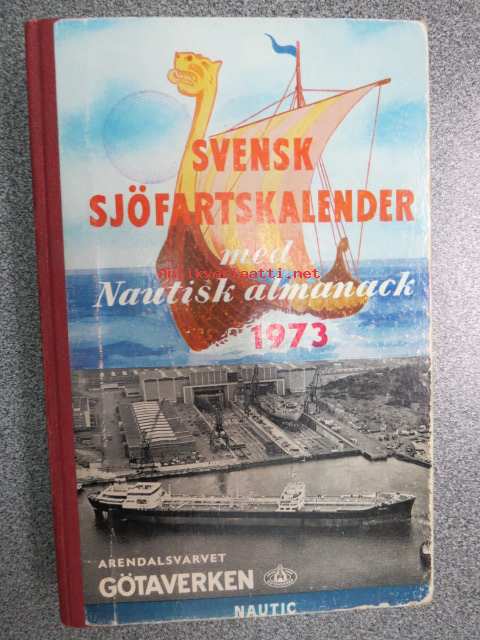 SVENSK
SJÖFARTSKALENDER
med
Antikvariaatti.net
Nautisk almanack
1973
ARENDALSVARVET
GÖTAVERKEN
NAUTIC